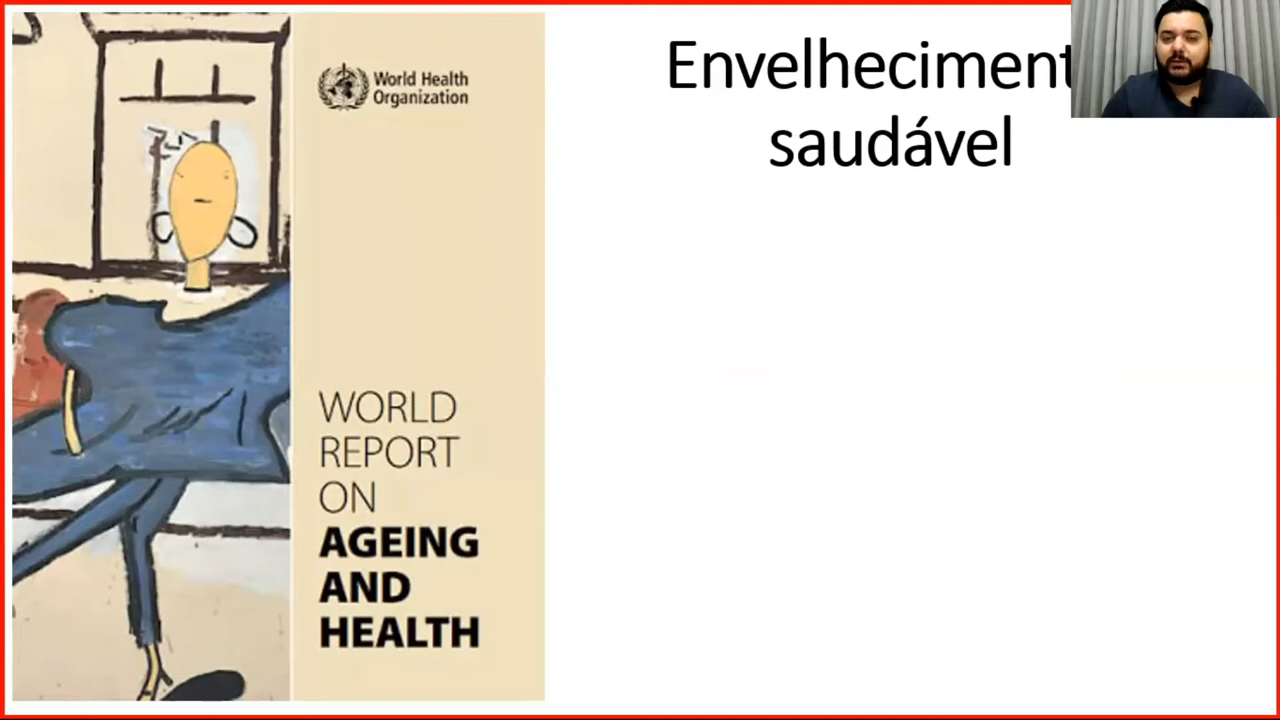 World Health
Organization
WORLD
REPORT
ON
AGEING
AND
HEALTH
Envelheciment
saudável